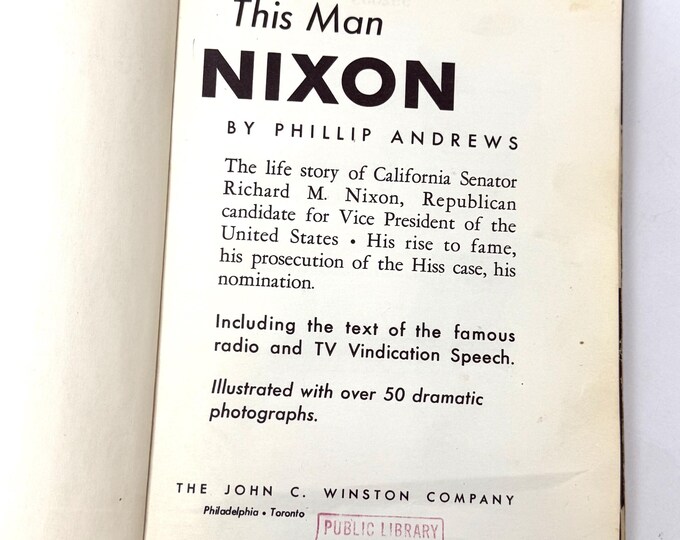 This Man
NIXON
BY PHILLIP ANDREWS
The life story of California Senator
Richard M. Nixon, Republican
candidate for Vice President of the
United States • His rise to fame,
his prosecution of the Hiss case, his
nomination.
Including the text of the famous
radio and TV Vindication Speech.
Illustrated with over 50 dramatic
photographs.
THE JOHN C. WINSTON COMPANY
Philadelphia • Toronto
PUBLIC LIBRARY